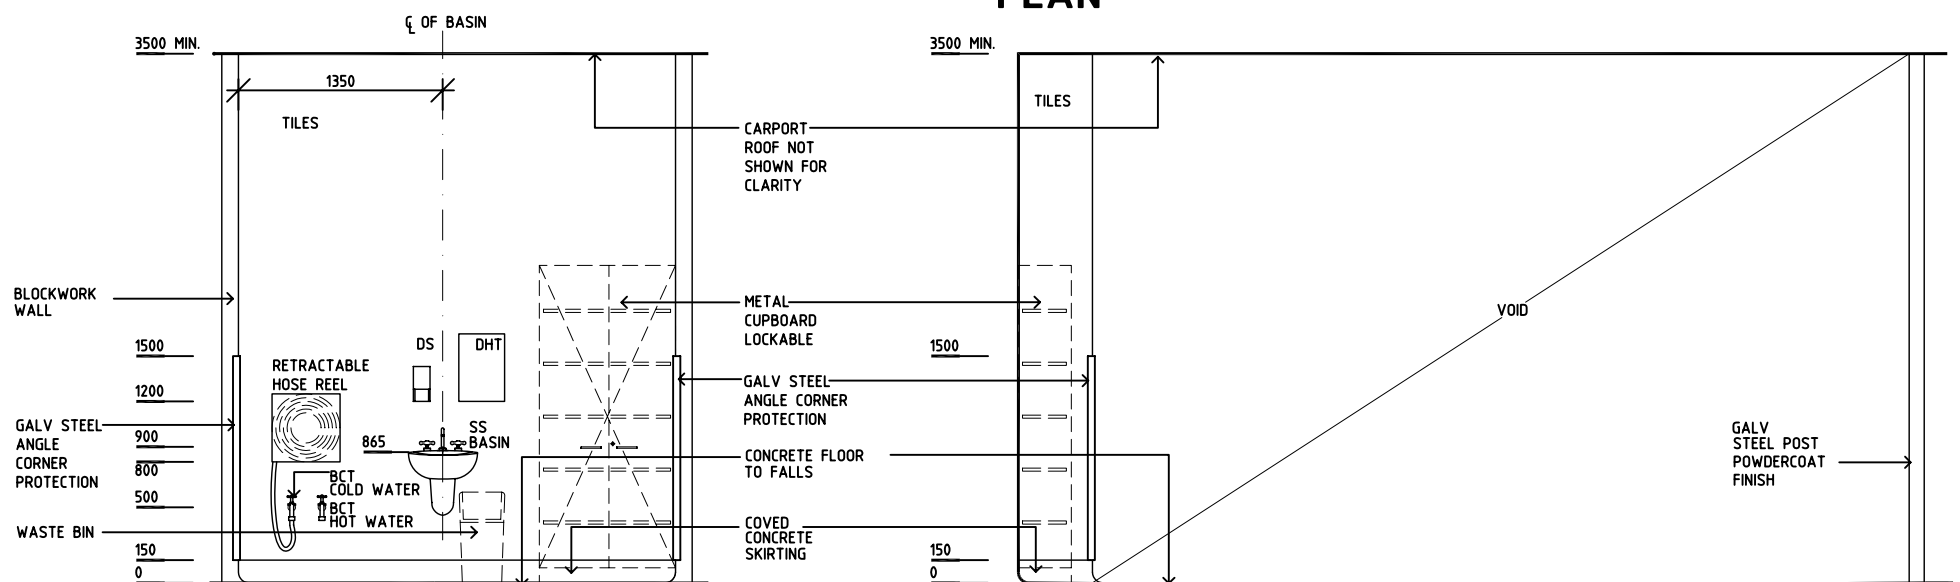 PLAN
℄ OF BASIN
3500 MIN.
1350
TILES
BLOCKWORK
WALL
1500
1200
900
800
500
150
0
GALV STEEL
ANGLE
CORNER
PROTECTION
WASTE BIN
RETRACTABLE
HOSE REEL
865
BCT
COLD WATER
BCT
HOT WATER
DS
DHT
SS
BASIN
CARPORT
ROOF NOT
SHOWN FOR
CLARITY
METAL
CUPBOARD
LOCKABLE
GALV STEEL
ANGLE CORNER
PROTECTION
CONCRETE FLOOR
TO FALLS
COVED
CONCRETE
SKIRTING
3500 MIN.
TILES
1500
150
0
VOID
GALV
STEEL POST
POWDERCOAT
FINISH